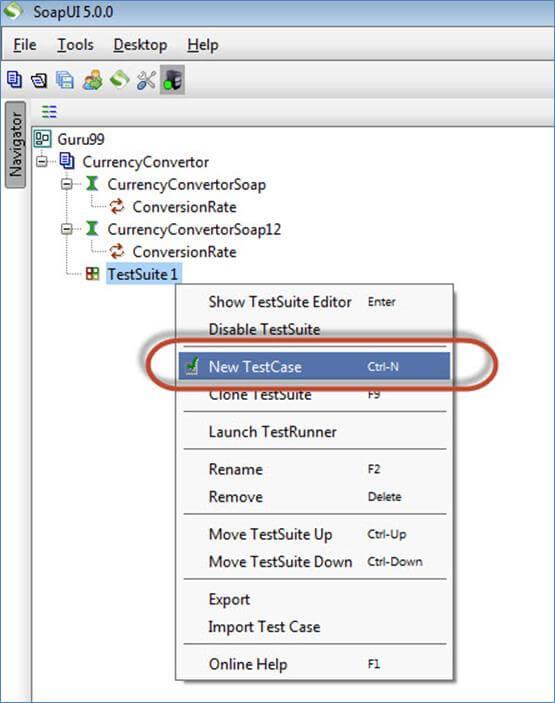 SoapUI 5.0.0
File Tools Desktop Help
Navigator
Guru99
CurrencyConvertor
CurrencyConvertorSoap
ConversionRate
CurrencyConvertorSoap12
ConversionRate
TestSuite 1
Show TestSuite Editor Enter
Disable TestSuite
New TestCase Ctrl-N
Clone TestSuite F9
Launch TestRunner
Rename F2
Remove Delete
Move TestSuite Up Ctrl-Up
Move TestSuite Down Ctrl-Down
Export
Import Test Case
Online Help F1